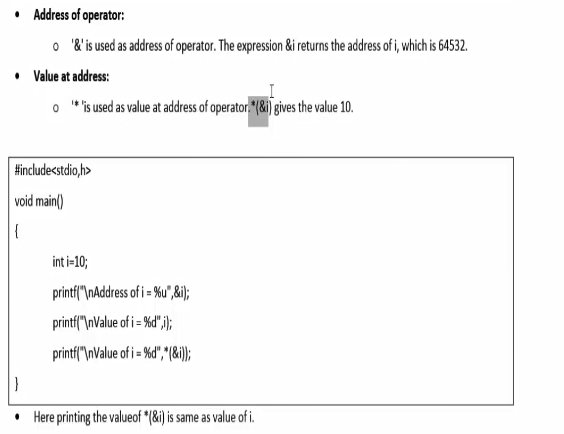 • Address of operator:
o '&' is used as address of operator. The expression &i returns the address of i, which is 64532.
• Value at address:
o '* 'is used as value at address of operator.*(&i) gives the value 10.
#include<stdio,h>
void main()
{
int i=10;
printf("\nAddress of i = %u",&i);
printf("\nValue of i = %d",i);
printf("\nValue of i = %d",*(&i));
}
• Here printing the valueof *(&i) is same as value of i.